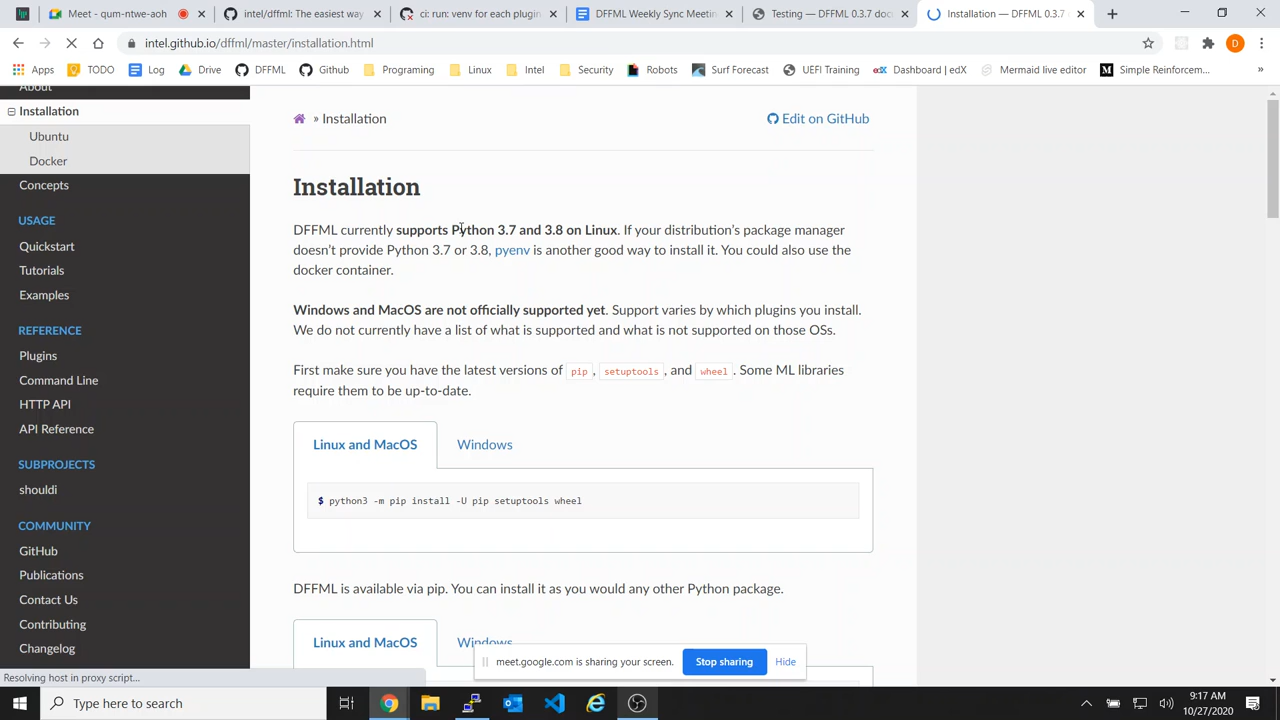 Meet - qum-ntwe-aoh
intel/dffml: The easiest way
ci: run: venv for each plugin
DFFML Weekly Sync Meetin
Testing — DFFML 0.3.7 doc
Installation — DFFML 0.3.7
intel.github.io/dffml/master/installation.html
D
Apps
TODO
Log
Drive
DFFML
Github
Programing
Linux
Intel
Security
Robots
Surf Forecast
UEFI Training
edX
Dashboard | edX
Mermaid live editor
M
Simple Reinforcem...
»
About
Installation
Ubuntu
Docker
Concepts
USAGE
Quickstart
Tutorials
Examples
REFERENCE
Plugins
Command Line
HTTP API
API Reference
SUBPROJECTS
shouldi
COMMUNITY
GitHub
Publications
Contact Us
Contributing
Changelog
» Installation
Edit on GitHub
Installation
DFFML currently supports Python 3.7 and 3.8 on Linux. If your distribution's package manager
doesn't provide Python 3.7 or 3.8, pyenv is another good way to install it. You could also use the
docker container.
Windows and MacOS are not officially supported yet. Support varies by which plugins you install.
We do not currently have a list of what is supported and what is not supported on those OSs.
First make sure you have the latest versions of pip, setuptools, and wheel. Some ML libraries
require them to be up-to-date.
Linux and MacOS
Windows
$ python3 -m pip install -U pip setuptools wheel
DFFML is available via pip. You can install it as you would any other Python package.
Linux and MacOS
Windows
meet.google.com is sharing your screen.
Stop sharing
Hide
Resolving host in proxy script...
Type here to search
9:17 AM
10/27/2020